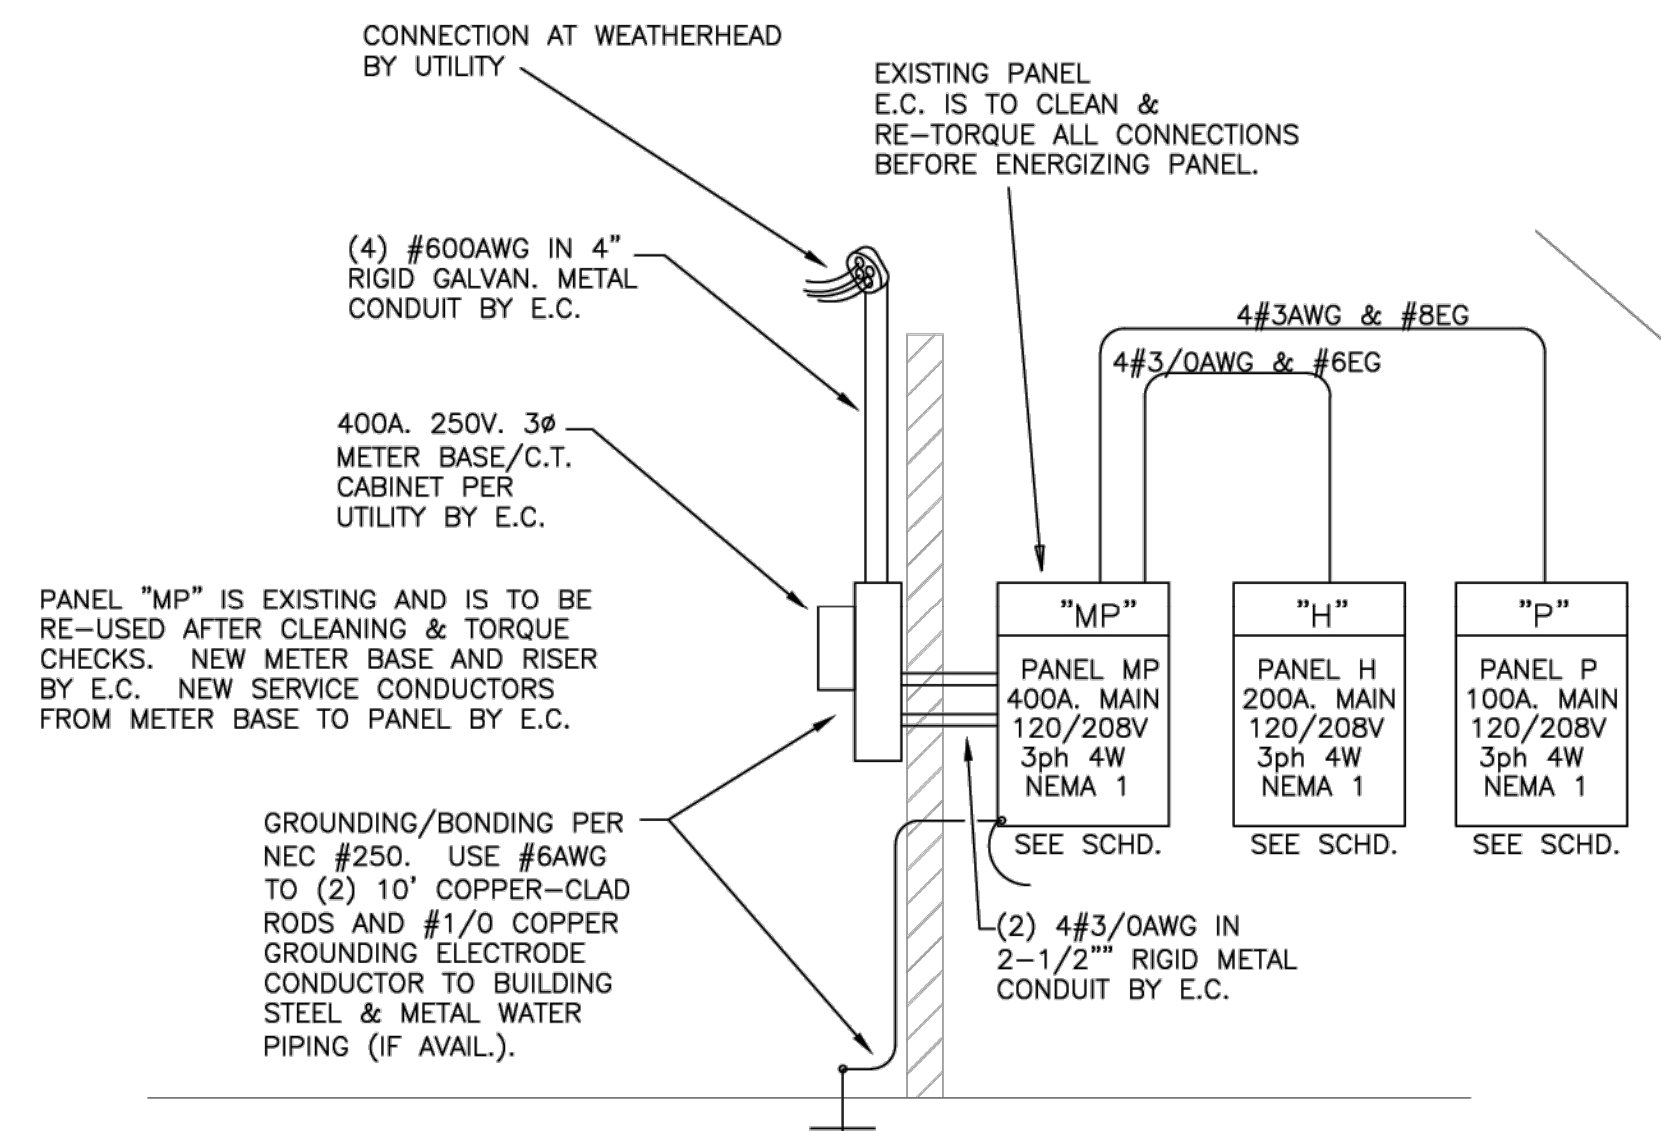 CONNECTION AT WEATHERHEAD
BY UTILITY
EXISTING PANEL
E.C. IS TO CLEAN &
RE-TORQUE ALL CONNECTIONS
BEFORE ENERGIZING PANEL.
(4) #600AWG IN 4"
RIGID GALVAN. METAL
CONDUIT BY E.C.
4#3AWG & #8EG
4#3/0AWG & #6EG
400A. 250V. 3ø
METER BASE/C.T.
CABINET PER
UTILITY BY E.C.
PANEL "MP" IS EXISTING AND IS TO BE
RE-USED AFTER CLEANING & TORQUE
CHECKS. NEW METER BASE AND RISER
BY E.C. NEW SERVICE CONDUCTORS
FROM METER BASE TO PANEL BY E.C.
"MP"
PANEL MP
400A. MAIN
120/208V
3ph 4W
NEMA 1
SEE SCHD.
"H"
PANEL H
200A. MAIN
120/208V
3ph 4W
NEMA 1
SEE SCHD.
"P"
PANEL P
100A. MAIN
120/208V
3ph 4W
NEMA 1
SEE SCHD.
GROUNDING/BONDING PER
NEC #250. USE #6AWG
TO (2) 10' COPPER-CLAD
RODS AND #1/0 COPPER
GROUNDING ELECTRODE
CONDUCTOR TO BUILDING
STEEL & METAL WATER
PIPING (IF AVAIL.).
(2) 4#3/0AWG IN
2-1/2"" RIGID METAL
CONDUIT BY E.C.